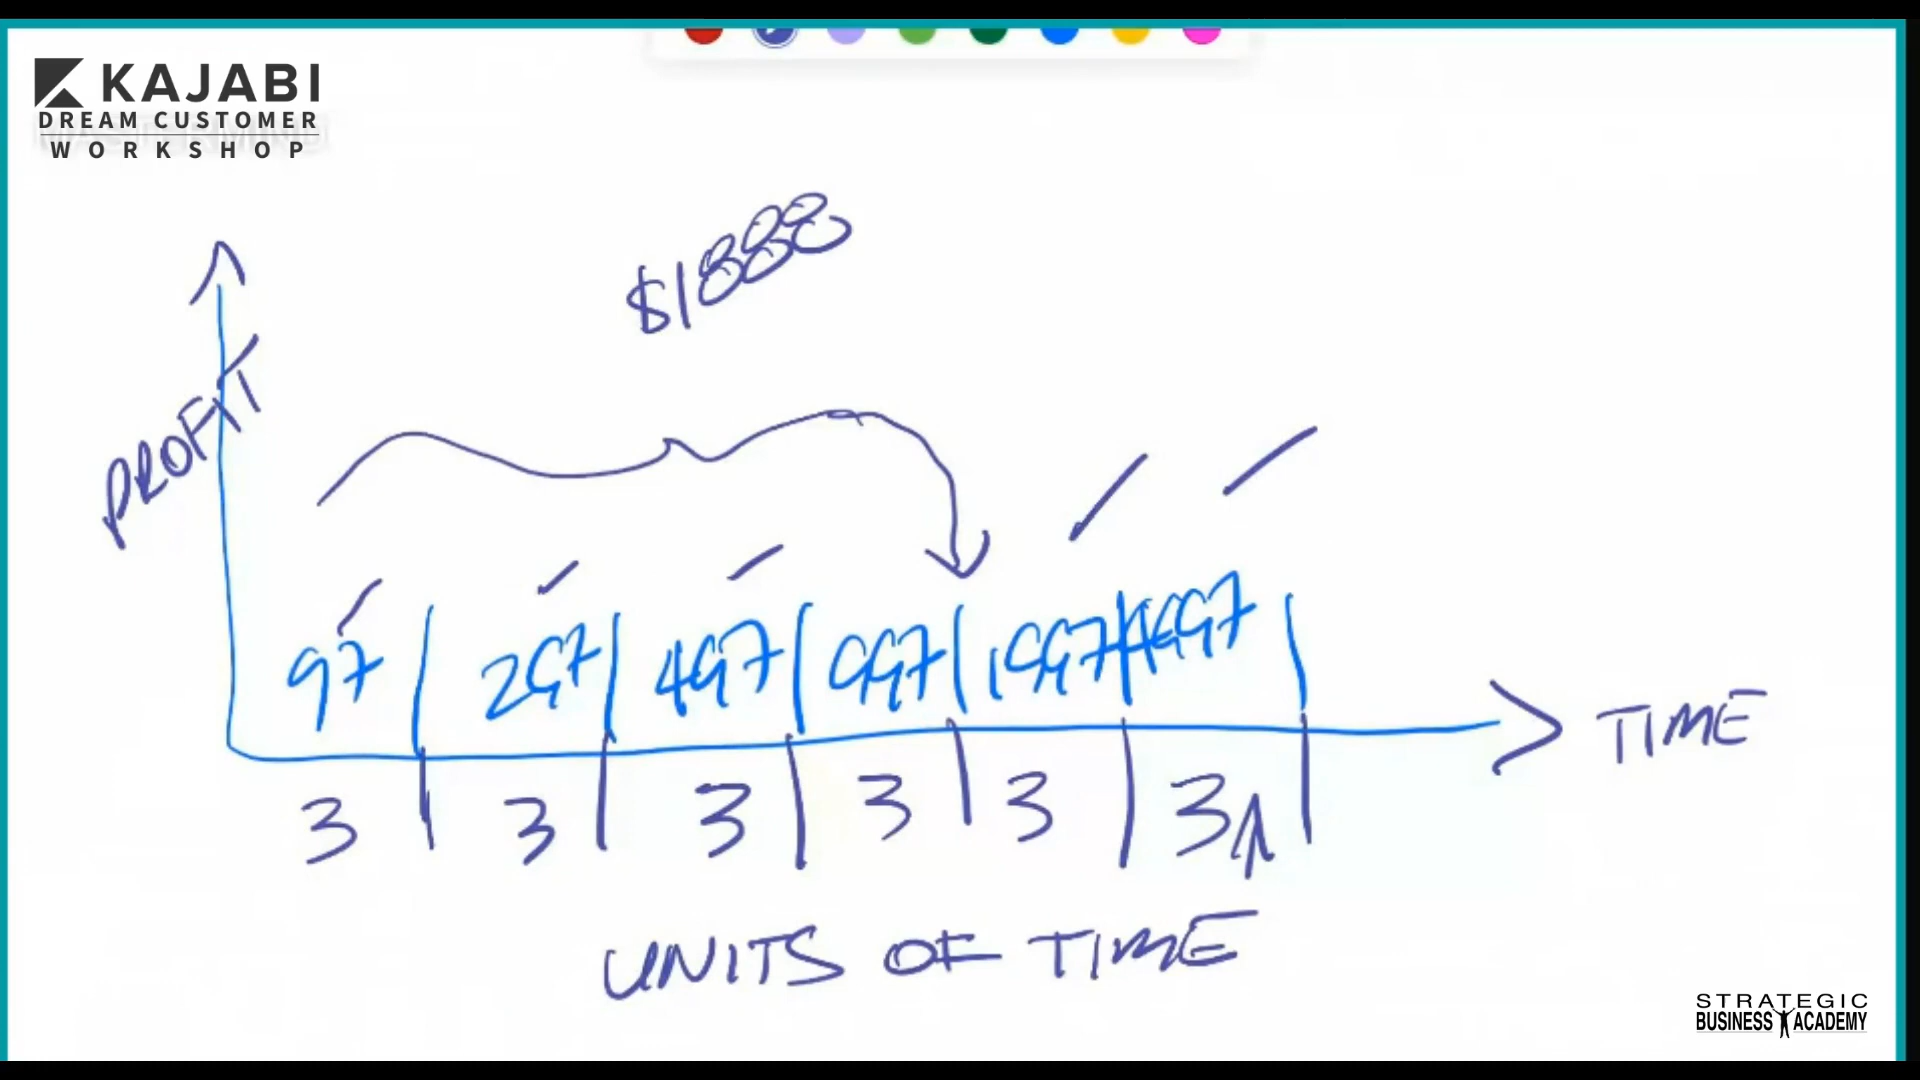 KAJABI
DREAM CUSTOMER
WORKSHOP
$1888
PROFIT
97 297 497 997 1997
TIME
3 3 3 3 3 3
UNITS OF TIME
STRATEGIC
BUSINESS ACADEMY